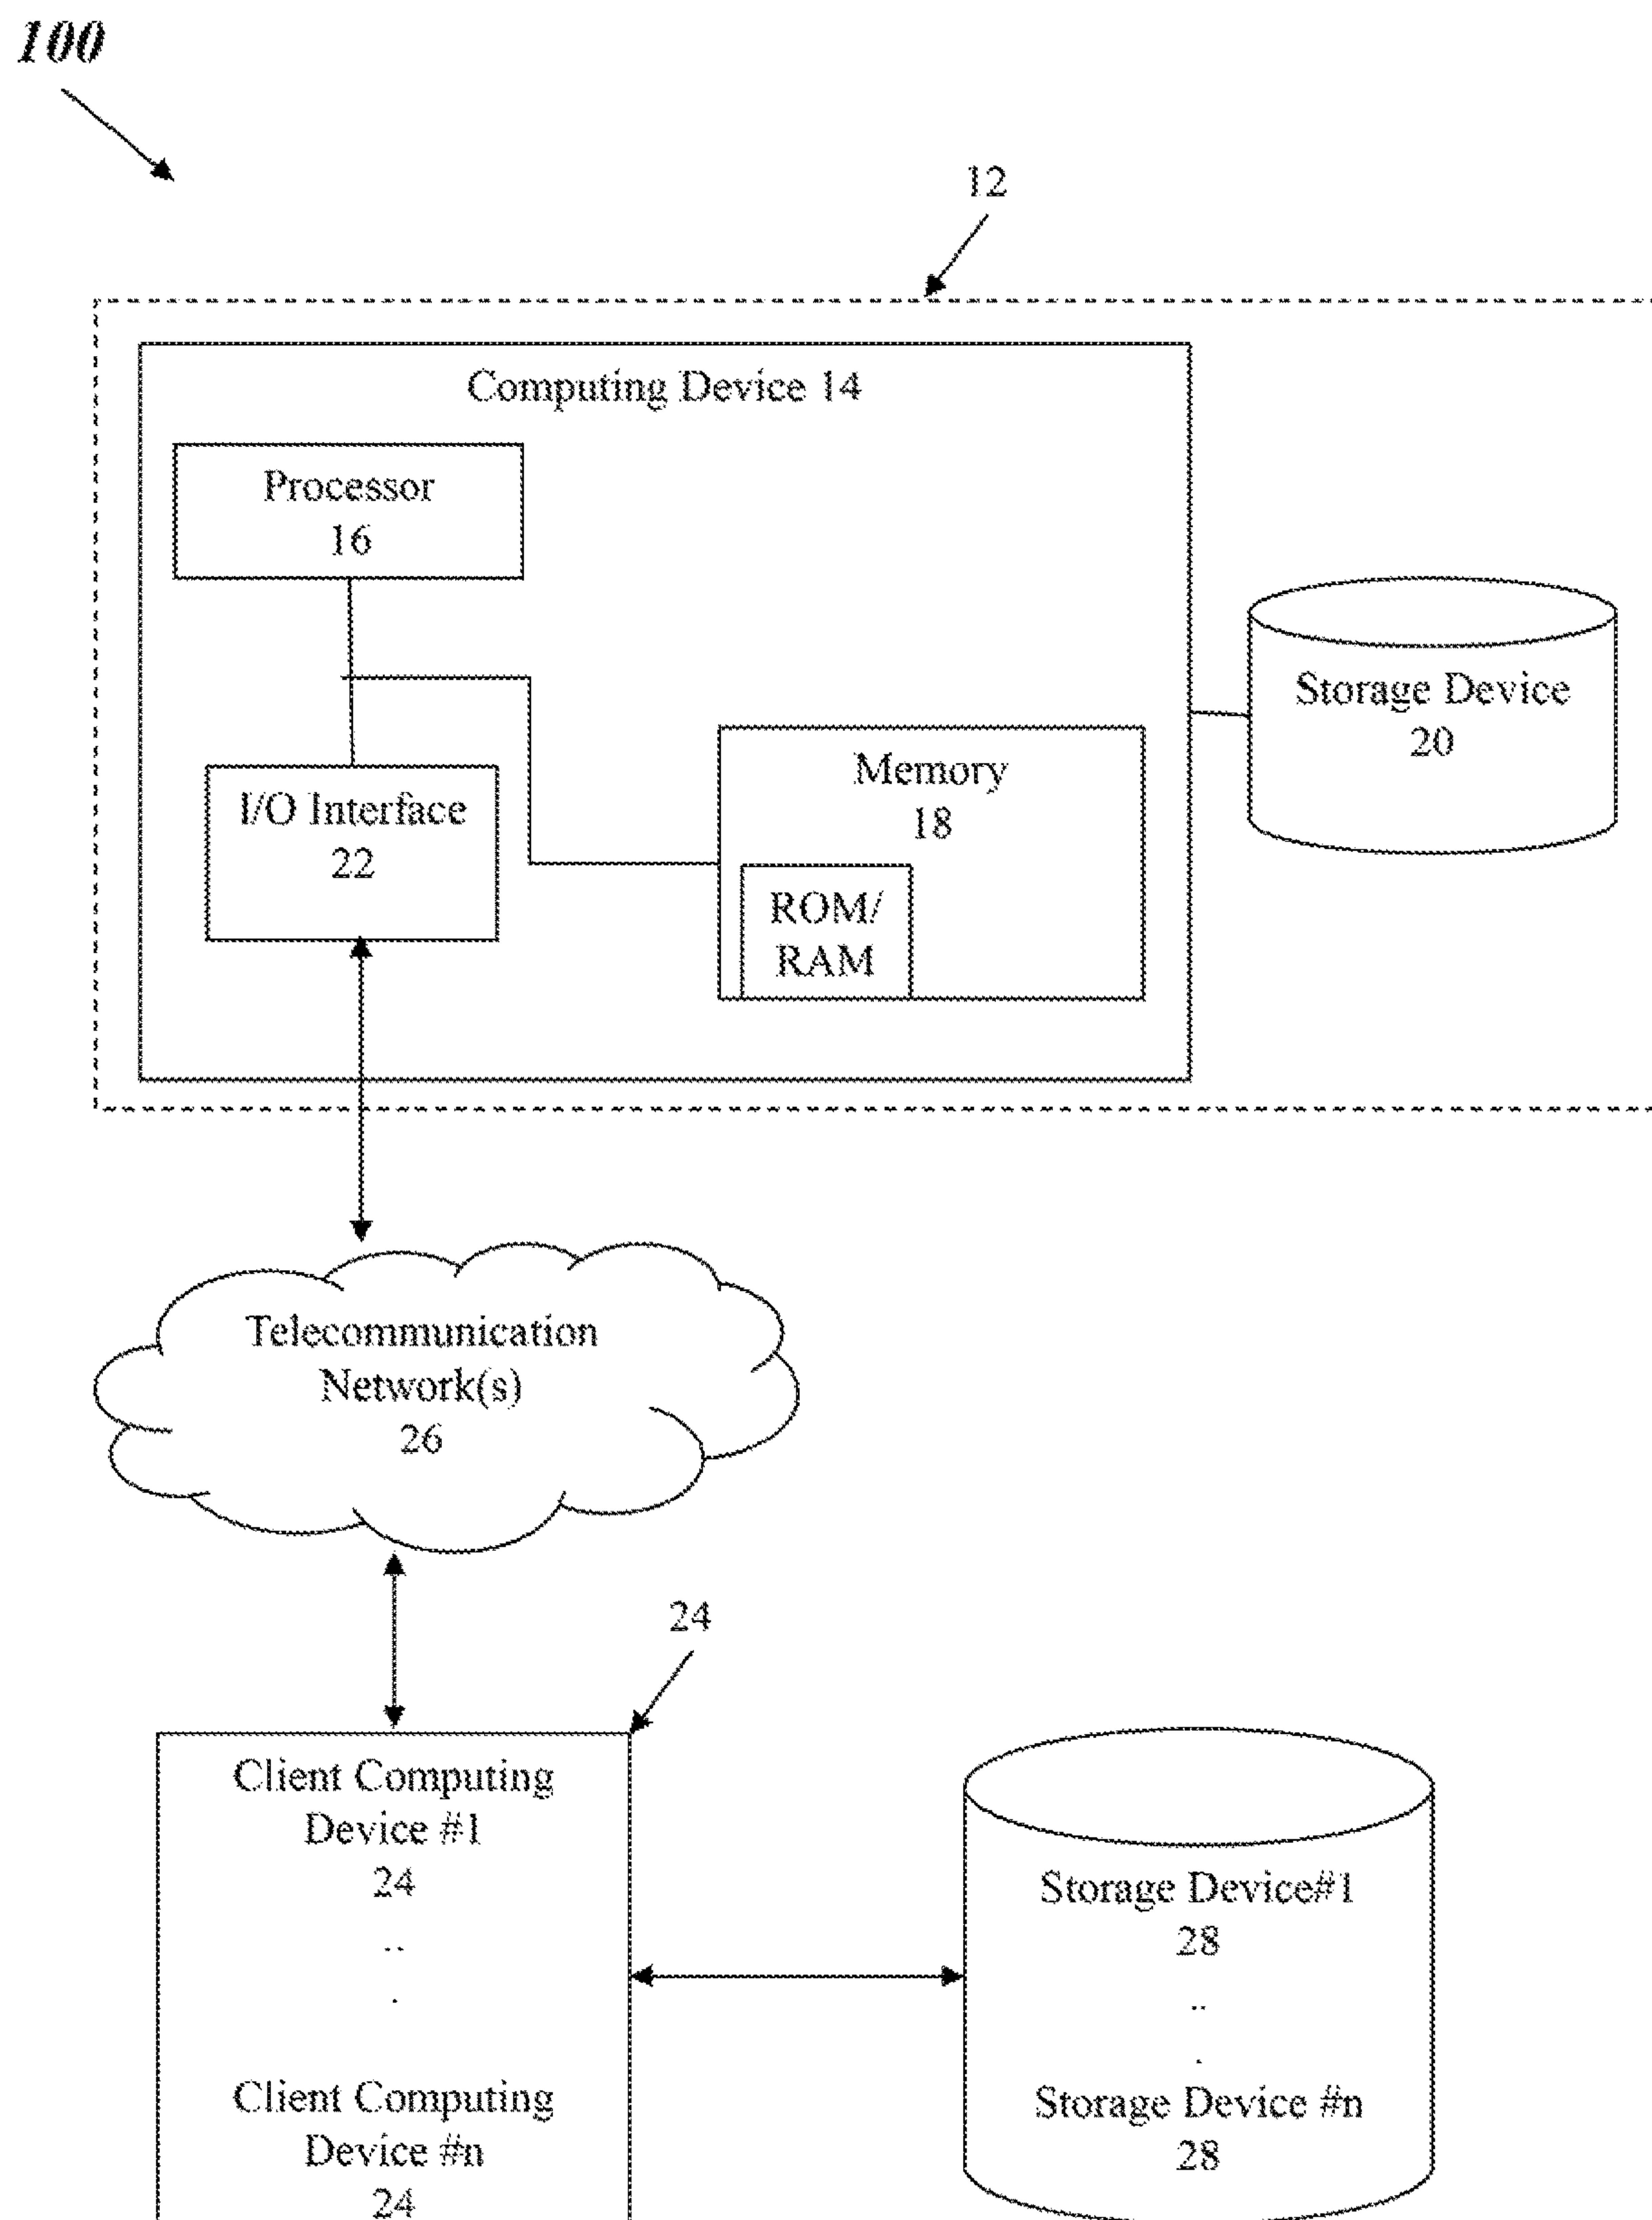 100
12
Computing Device 14
Processor
16
Storage Device
20
Memory
18
I/O Interface
22
ROM/
RAM
Telecommunication
Network(s)
26
24
Client Computing
Device #1
24
..
.
Client Computing
Device #n
24
Storage Device#1
28
..
.
Storage Device #n
28